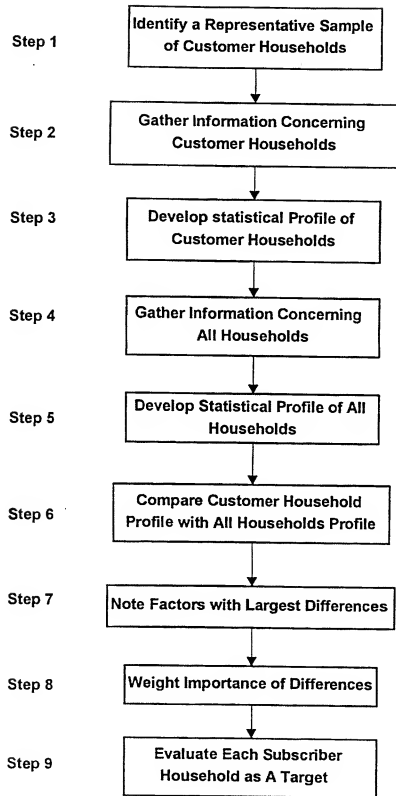 Step 1
Identify a Representative Sample
of Customer Households
Step 2
Gather Information Concerning
Customer Households
Step 3
Develop statistical Profile of
Customer Households
Step 4
Gather Information Concerning
All Households
Step 5
Develop Statistical Profile of All
Households
Step 6
Compare Customer Household
Profile with All Households Profile
Step 7
Note Factors with Largest Differences
Step 8
Weight Importance of Differences
Step 9
Evaluate Each Subscriber
Household as A Target